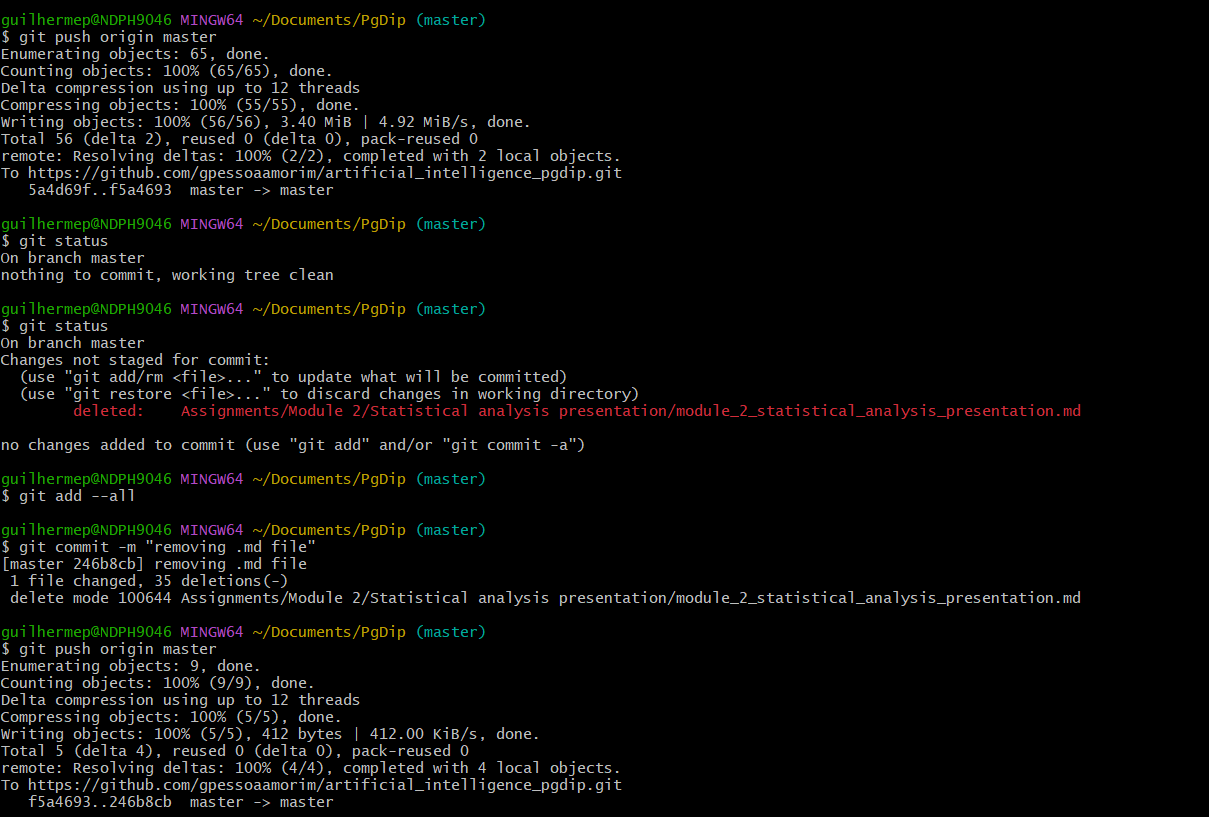 guilhermep@NDPH9046 MINGW64 ~/Documents/PgDip (master)
$ git push origin master
Enumerating objects: 65, done.
Counting objects: 100% (65/65), done.
Delta compression using up to 12 threads
Compressing objects: 100% (55/55), done.
Writing objects: 100% (56/56), 3.40 MiB | 4.92 MiB/s, done.
Total 56 (delta 2), reused 0 (delta 0), pack-reused 0
remote: Resolving deltas: 100% (2/2), completed with 2 local objects.
To https://github.com/gpessoaamorim/artificial_intelligence_pgdip.git
   5a4d69f..f5a4693  master -> master

guilhermep@NDPH9046 MINGW64 ~/Documents/PgDip (master)
$ git status
On branch master
nothing to commit, working tree clean

guilhermep@NDPH9046 MINGW64 ~/Documents/PgDip (master)
$ git status
On branch master
Changes not staged for commit:
  (use "git add/rm <file>..." to update what will be committed)
  (use "git restore <file>..." to discard changes in working directory)
        deleted:    Assignments/Module 2/Statistical analysis presentation/module_2_statistical_analysis_presentation.md

no changes added to commit (use "git add" and/or "git commit -a")

guilhermep@NDPH9046 MINGW64 ~/Documents/PgDip (master)
$ git add --all

guilhermep@NDPH9046 MINGW64 ~/Documents/PgDip (master)
$ git commit -m "removing .md file"
[master 246b8cb] removing .md file
 1 file changed, 35 deletions(-)
 delete mode 100644 Assignments/Module 2/Statistical analysis presentation/module_2_statistical_analysis_presentation.md

guilhermep@NDPH9046 MINGW64 ~/Documents/PgDip (master)
$ git push origin master
Enumerating objects: 9, done.
Counting objects: 100% (9/9), done.
Delta compression using up to 12 threads
Compressing objects: 100% (5/5), done.
Writing objects: 100% (5/5), 412 bytes | 412.00 KiB/s, done.
Total 5 (delta 4), reused 0 (delta 0), pack-reused 0
remote: Resolving deltas: 100% (4/4), completed with 4 local objects.
To https://github.com/gpessoaamorim/artificial_intelligence_pgdip.git
   f5a4693..246b8cb  master -> master